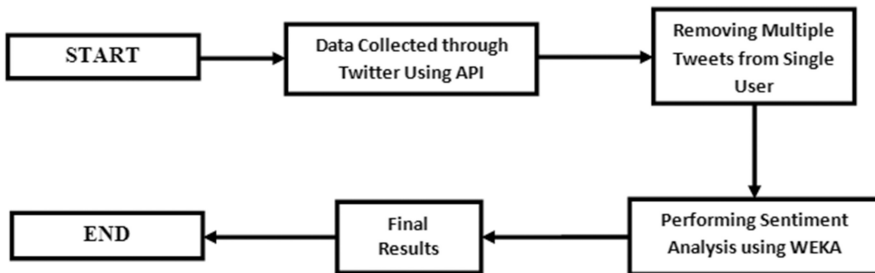 START
Data Collected through
Twitter Using API
Removing Multiple
Tweets from Single
User
Performing Sentiment
Analysis using WEKA
Final
Results
END